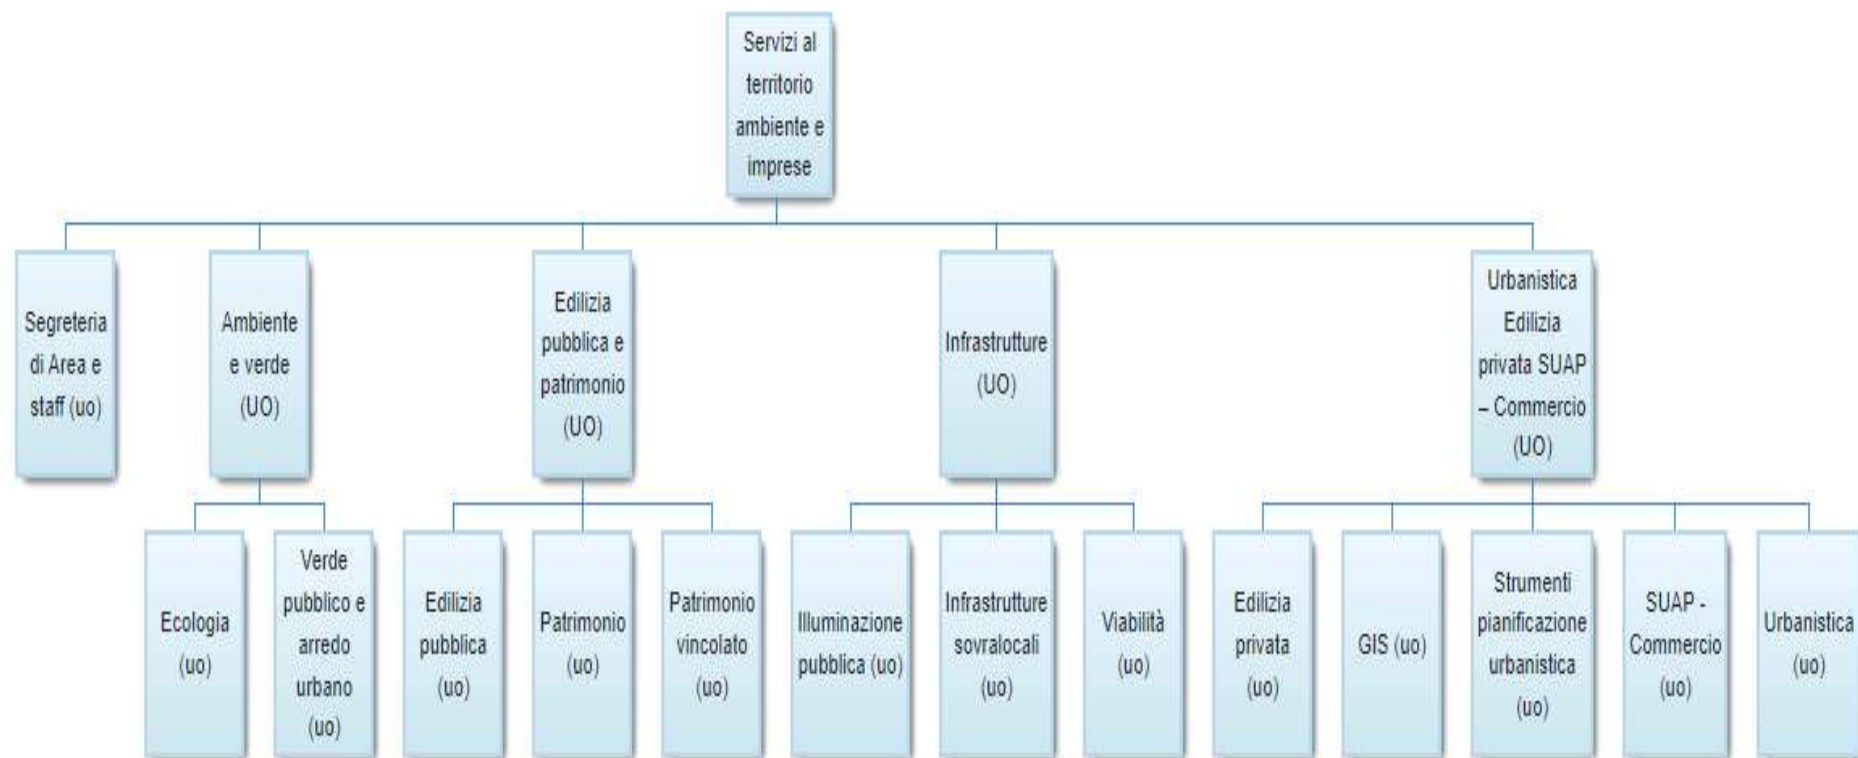 Servizi al
territorio
ambiente e
imprese
Segreteria
di Area e
staff (uo)
Ambiente
e verde
(UO)
Edilizia
pubblica e
patrimonio
(UO)
Infrastrutture
(UO)
Urbanistica
Edilizia
privata SUAP
– Commercio
(UO)
Ecologia
(uo)
Verde
pubblico e
arredo
urbano
(uo)
Edilizia
pubblica
(uo)
Patrimonio
(uo)
Patrimonio
vincolato
(uo)
Illuminazione
pubblica (uo)
Infrastrutture
sovralocali
(uo)
Viabilità
(uo)
Edilizia
privata
(uo)
GIS (uo)
Strumenti
pianificazione
urbanistica
(uo)
SUAP -
Commercio
(uo)
Urbanistica
(uo)